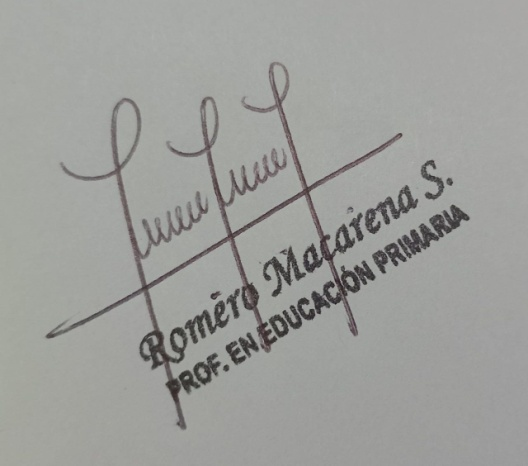 Romero Macarena S.
PROF. EN EDUCACIÓN PRIMARIA